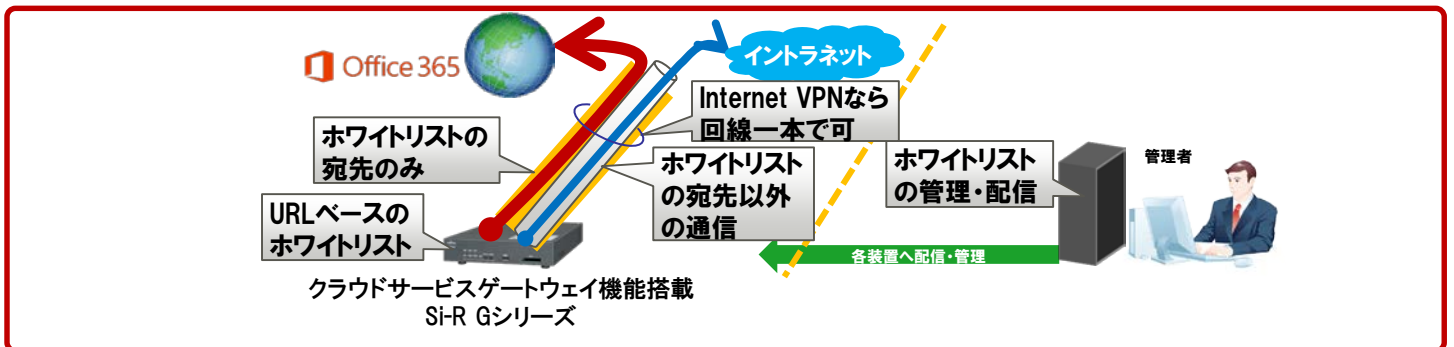 Office 365
イントラネット
Internet VPNなら
回線一本で可
ホワイトリストの
宛先のみ
ホワイトリスト
の宛先以外
の通信
ホワイトリスト
の管理・配信
管理者
URLベースの
ホワイトリスト
各装置へ配信・管理
クラウドサービスゲートウェイ機能搭載
Si-R Gシリーズ